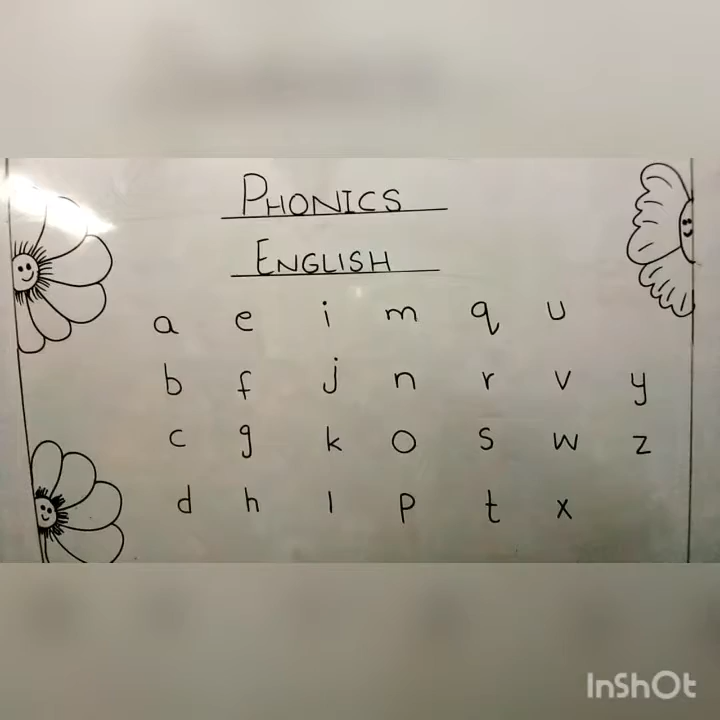 PHONICS
ENGLISH
a e i m q u
b f j n r v y
c g k o s w z
d h l p t x
InShOt